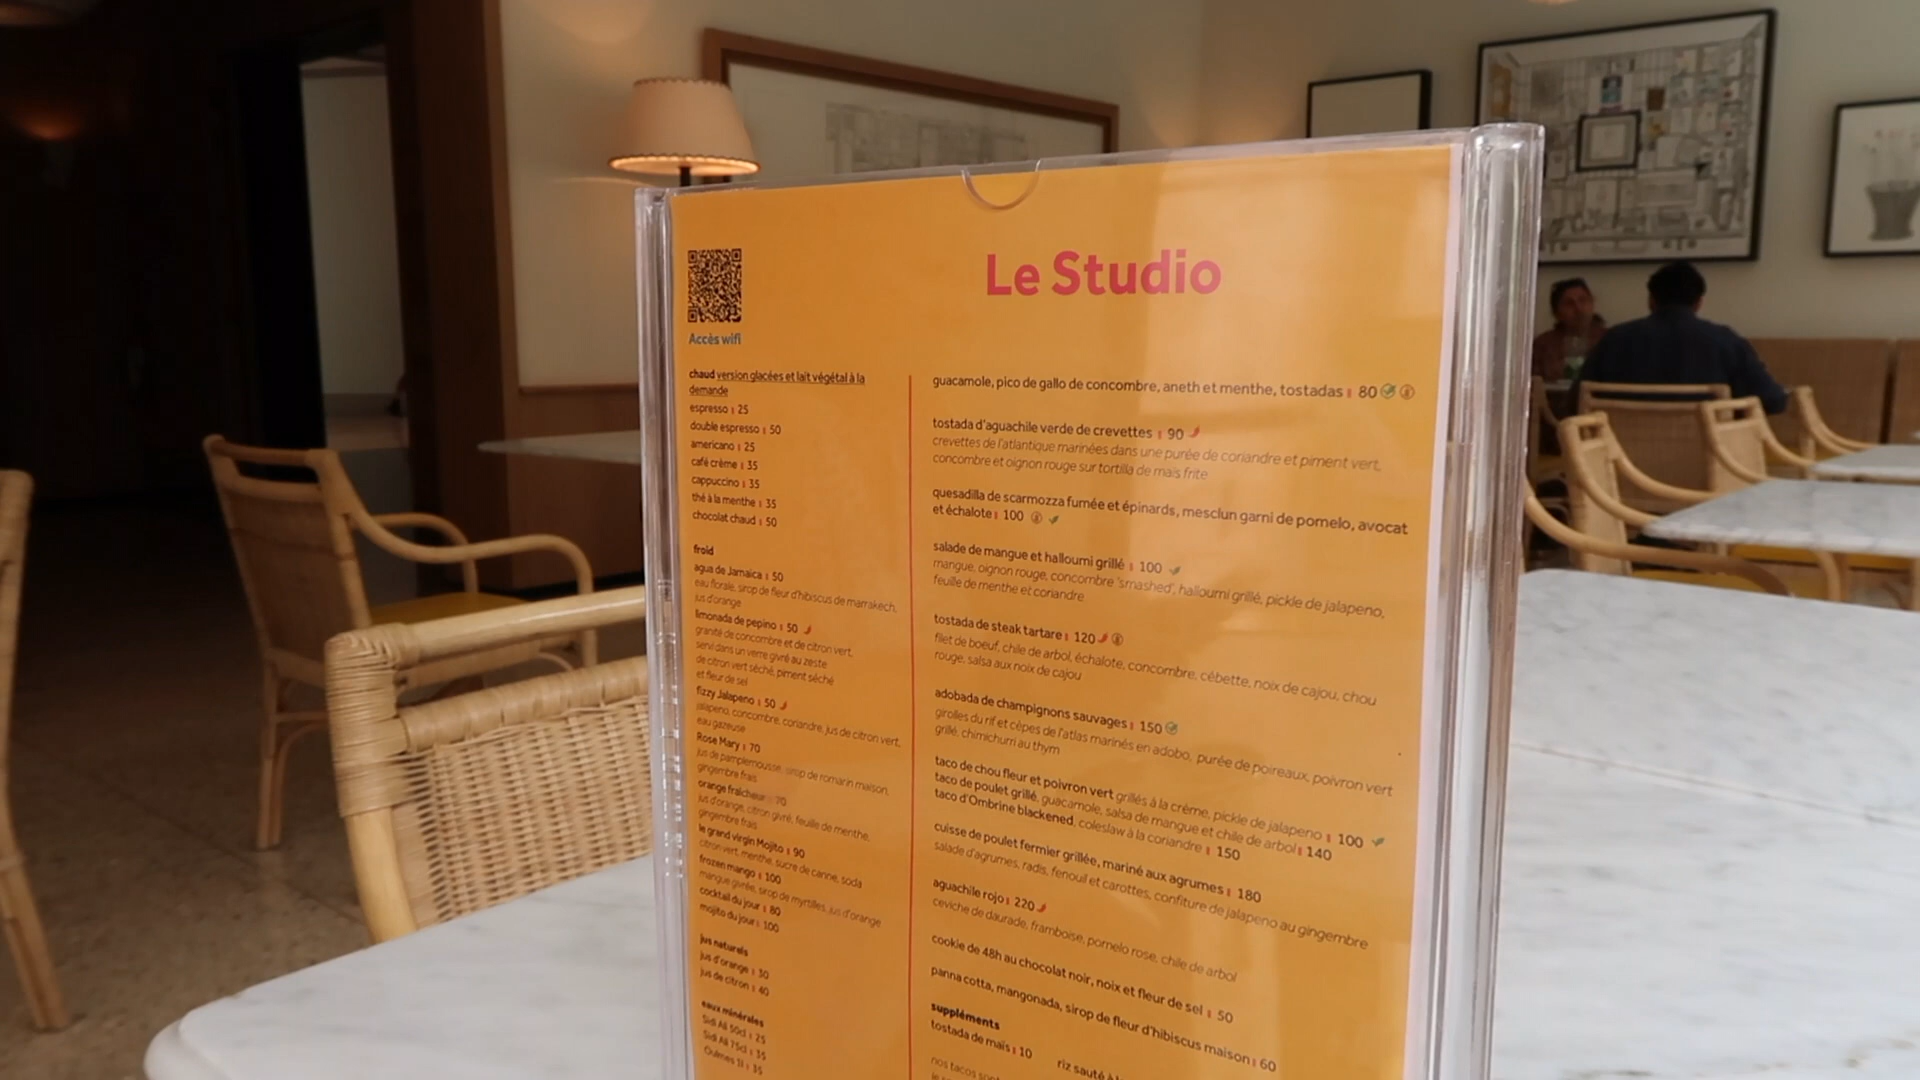 Le Studio
Accès wifi
chaud version glacées et lait végétal à la
demande
espresso ı 25
double espresso ı 50
americano ı 25
café crème ı 35
cappuccino ı 35
thé à la menthe ı 35
chocolat chaud ı 50
froid
agua de Jamaica ı 50
eau florale, sirop de fleur d'hibiscus de marrakech,
jus d'orange
limonada de pepino ı 50
granité de concombre et de citron vert,
servi dans un verre givré au zeste
de citron vert séché, piment séché
et fleur de sel
fizzy Jalapeno ı 50
jalapeno, concombre, coriandre, jus de citron vert,
eau gazeuse
Rose Mary ı 70
jus de pamplemousse, sirop de romarin maison,
gingembre frais
orange fraîcheur ı 70
jus d'orange, citron givré, feuille de menthe,
gingembre frais
le grand virgin Mojito ı 90
citron vert, menthe, sucre de canne, soda
frozen mango ı 100
mangue givrée, sirop de myrtilles, jus d'orange
cocktail du jour ı 80
mojito du jour ı 100
jus naturels
jus d'orange ı 30
jus de citron ı 40
eaux minérales
Sidi Ali 50cl ı 25
Sidi Ali 75cl ı 35
Oulmes 1l ı 35
guacamole, pico de gallo de concombre, aneth et menthe, tostadas ı 80
tostada d'aguachile verde de crevettes ı 90
crevettes de l'atlantique marinées dans une purée de coriandre et piment vert,
concombre et oignon rouge sur tortilla de maïs frite
quesadilla de scarmozza fumée et épinards, mesclun garni de pomelo, avocat
et échalote ı 100
salade de mangue et halloumi grillé ı 100
mangue, oignon rouge, concombre 'smashed', halloumi grillé, pickle de jalapeno,
feuille de menthe et coriandre
tostada de steak tartare ı 120
filet de boeuf, chile de arbol, échalote, concombre, cébette, noix de cajou, chou
rouge, salsa aux noix de cajou
adobada de champignons sauvages ı 150
girolles du rif et cèpes de l'atlas marinés en adobo, purée de poireaux, poivron vert
grillé, chimichurri au thym
taco de chou fleur et poivron vert grillés à la crème, pickle de jalapeno ı 100
taco de poulet grillé, guacamole, salsa de mangue et chile de arbol ı 140
taco d'Ombrine blackened, coleslaw à la coriandre ı 150
cuisse de poulet fermier grillée, mariné aux agrumes ı 180
salade d'agrumes, radis, fenouil et carottes, confiture de jalapeno au gingembre
aguachile rojo ı 220
ceviche de daurade, framboise, pomelo rose, chile de arbol
cookie de 48h au chocolat noir, noix et fleur de sel ı 50
panna cotta, mangonada, sirop de fleur d'hibiscus maison ı 60
suppléments
tostada de maïs ı 10 riz sauté à
nos tacos sont